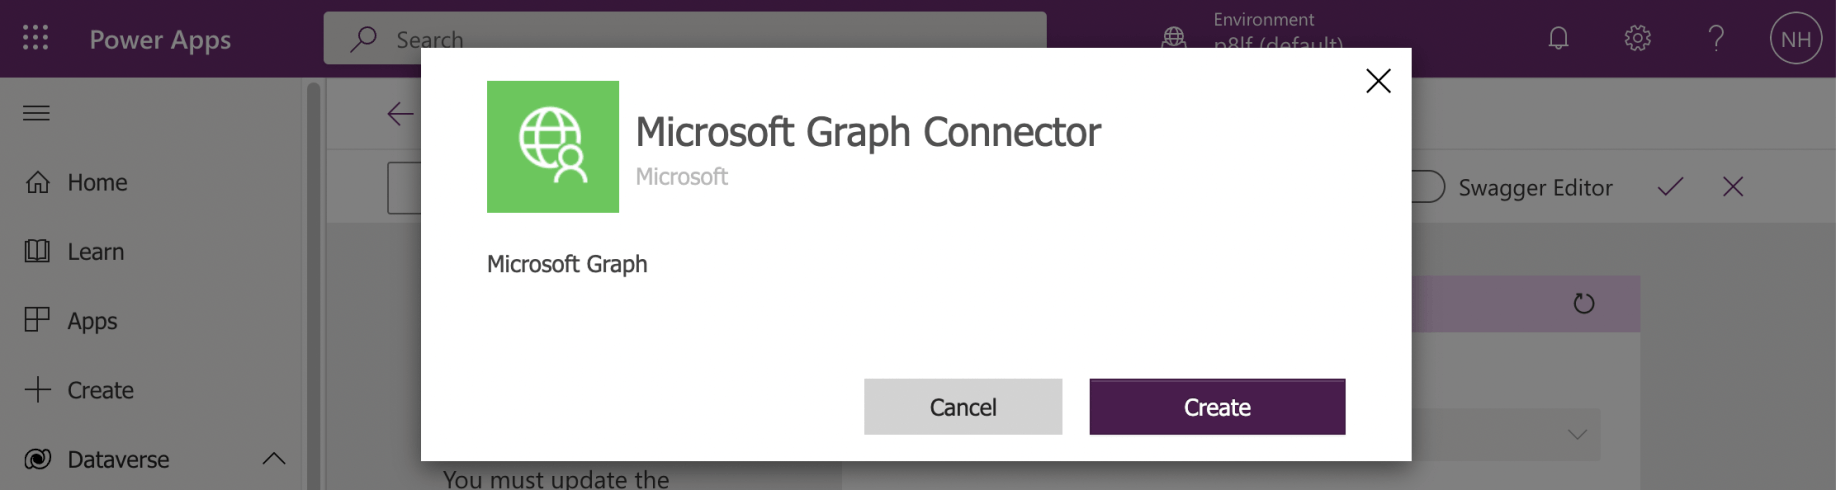 Power Apps
Search
Environment
p8lf (default)
NH
Microsoft Graph Connector
Microsoft
Swagger Editor
Home
Learn
Microsoft Graph
Apps
Create
Cancel
Create
Dataverse
You must update the